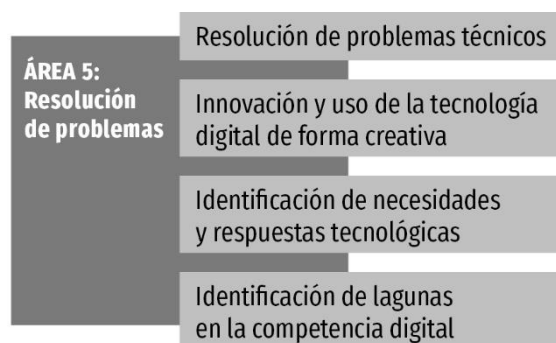 ÁREA 5:
Resolución
de problemas
Resolución de problemas técnicos
Innovación y uso de la tecnología
digital de forma creativa
Identificación de necesidades
y respuestas tecnológicas
Identificación de lagunas
en la competencia digital